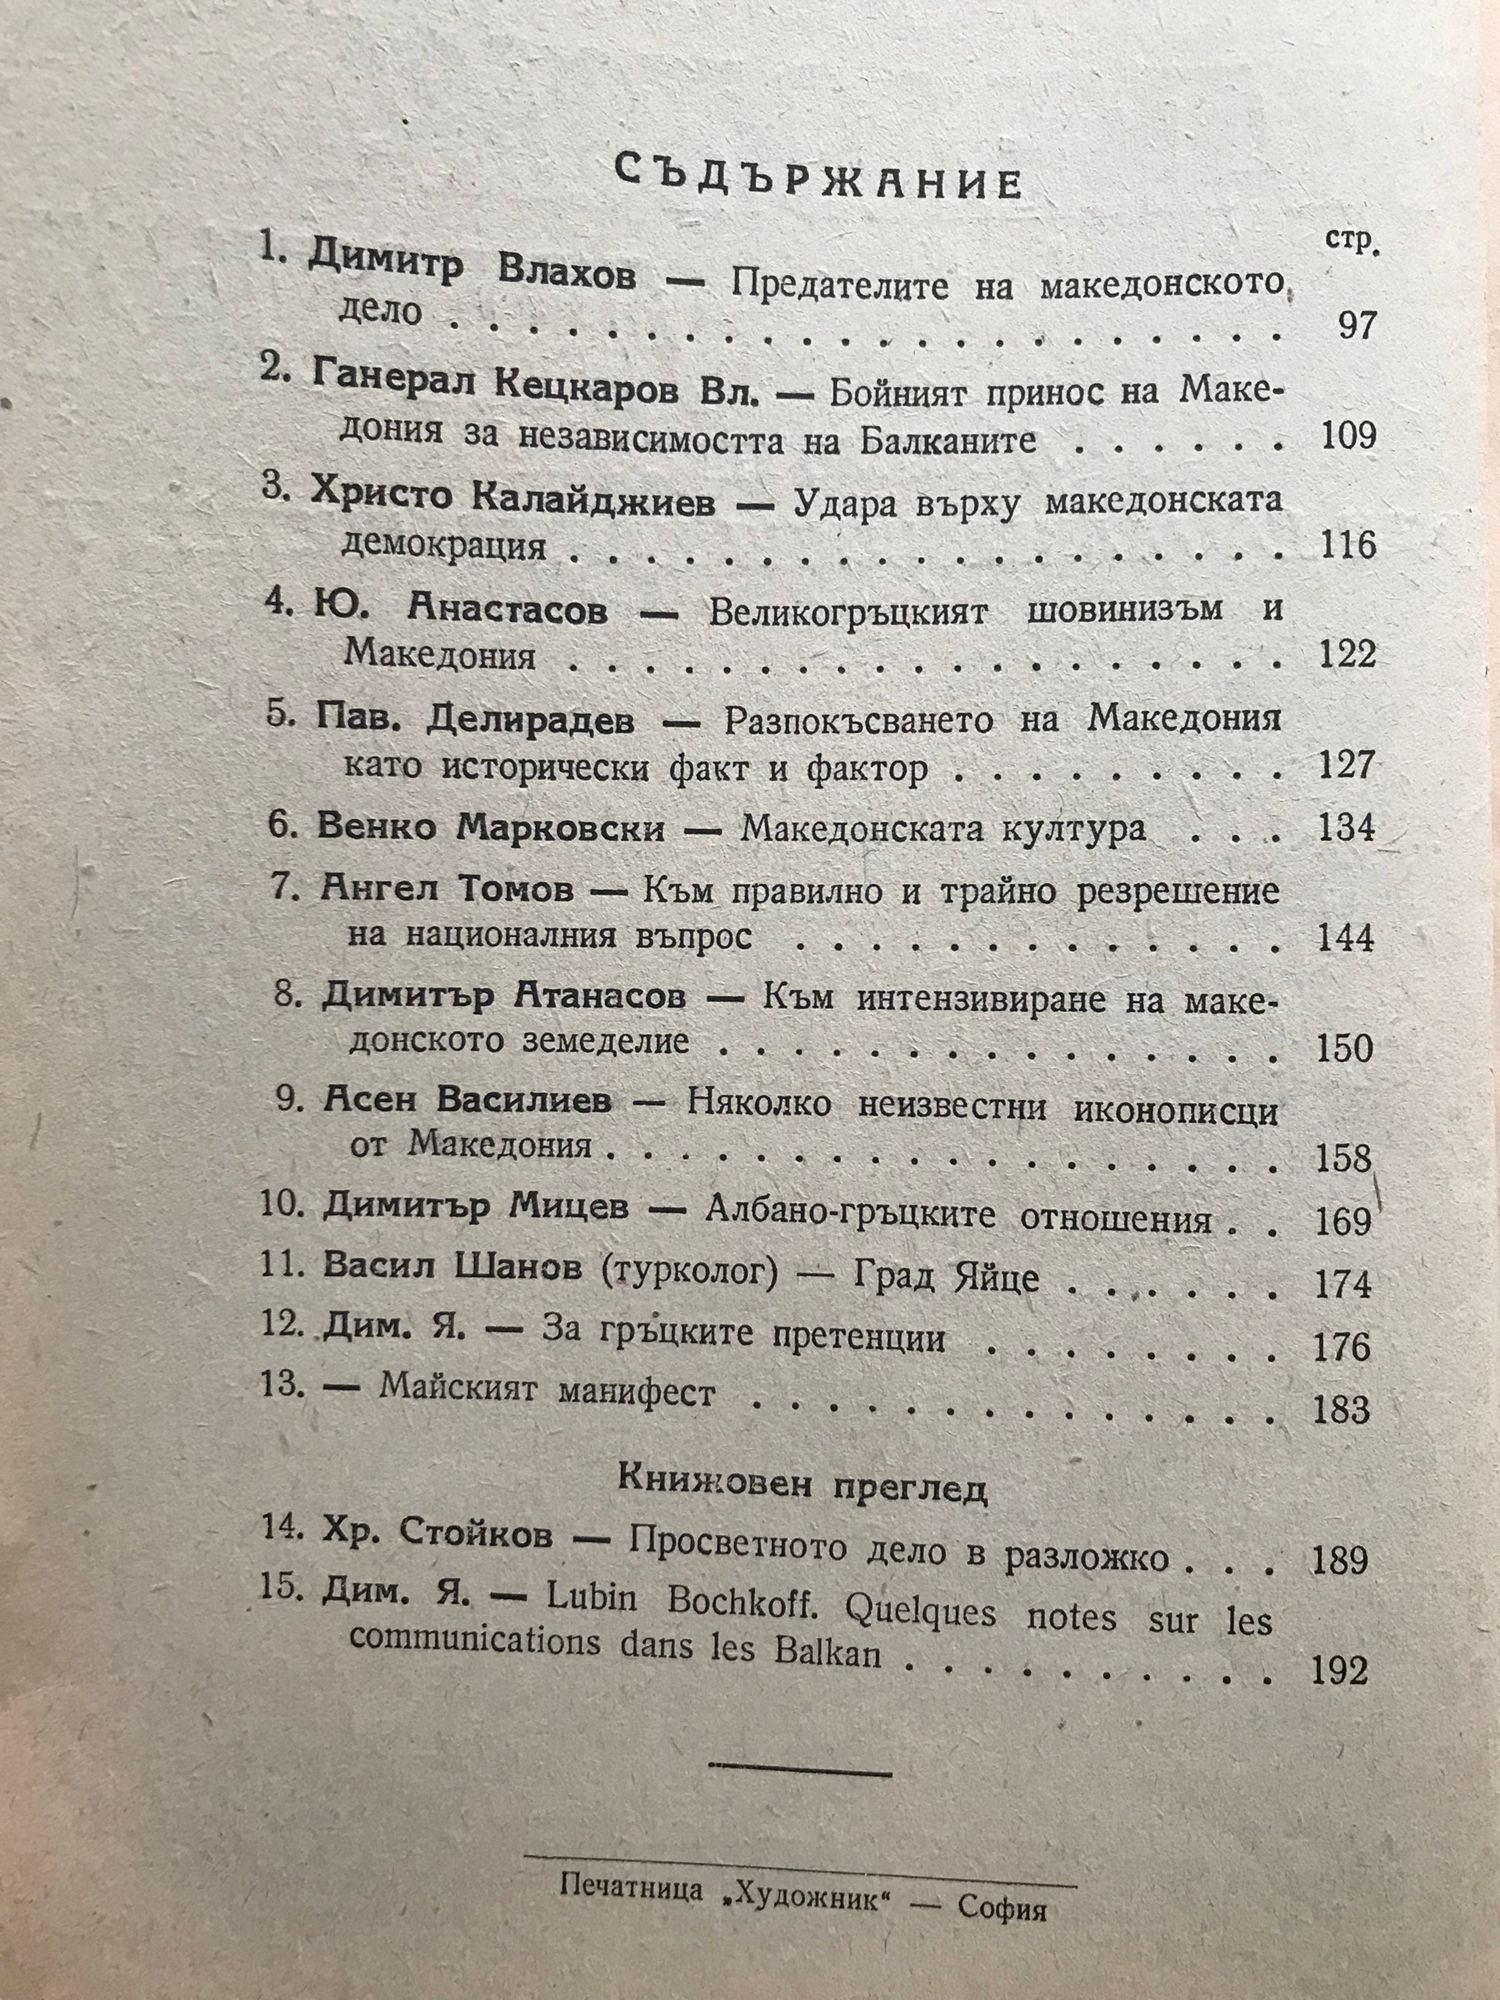 СЪДЪРЖАНИЕ
стр.
1. Димитр Влахов — Предателите на македонското
дело . . . . . . . . . . . . . . . . . . . . . . 97
2. Ганерал Кецкаров Вл. — Бойният принос на Маке-
дония за независимостта на Балканите . . . . . . 109
3. Христо Калайджиев — Удара върху македонската
демокрация . . . . . . . . . . . . . . . . . . . 116
4. Ю. Анастасов — Великогръцкият шовинизъм и
Македония . . . . . . . . . . . . . . . . . . . 122
5. Пав. Делирадев — Разпокъсването на Македония
като исторически факт и фактор . . . . . . . . . 127
6. Венко Марковски — Македонската култура . . . 134
7. Ангел Томов — Към правилно и трайно резрешение
на националния въпрос . . . . . . . . . . . . . 144
8. Димитър Атанасов — Към интензивиране на маке-
донското земеделие . . . . . . . . . . . . . . . 150
9. Асен Василиев — Няколко неизвестни иконописци
от Македония . . . . . . . . . . . . . . . . . . 158
10. Димитър Мицев — Албано-гръцките отношения . . 169
11. Васил Шанов (турколог) — Град Яйце . . . . . . 174
12. Дим. Я. — За гръцките претенции . . . . . . . . 176
13. — Майският манифест . . . . . . . . . . . . . . 183
Книжовен преглед
14. Хр. Стойков — Просветното дело в разложко . . . 189
15. Дим. Я. — Lubin Bochkoff. Quelques notes sur les
communications dans les Balkan . . . . . . . . . . 192
Печатница „Художник“ — София